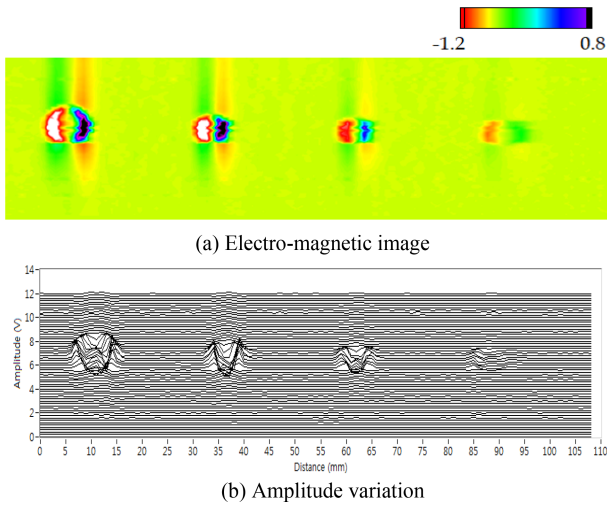 -1.2 0.8
(a) Electro-magnetic image
14
12
10
8
6
4
2
0
Amplitude (V)
0 5 10 15 20 25 30 35 40 45 50 55 60 65 70 75 80 85 90 95 100 105 110
Distance (mm)
(b) Amplitude variation